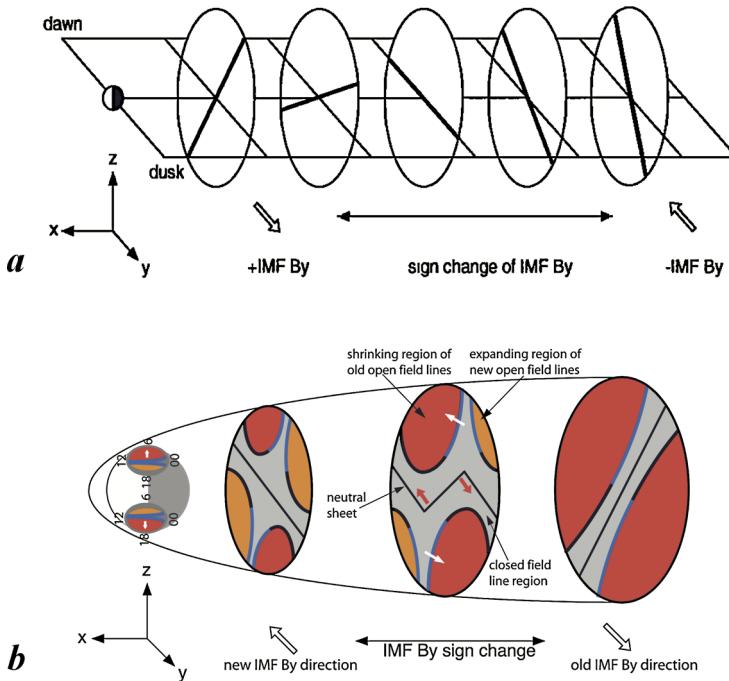 dawn
dusk
z
x
y
a
+IMF By
sign change of IMF By
-IMF By
shrinking region of
old open field lines
expanding region of
new open field lines
12
6
00
18
6
12
00
18
neutral
sheet
closed field
line region
z
x
y
b
new IMF By direction
IMF By sign change
old IMF By direction